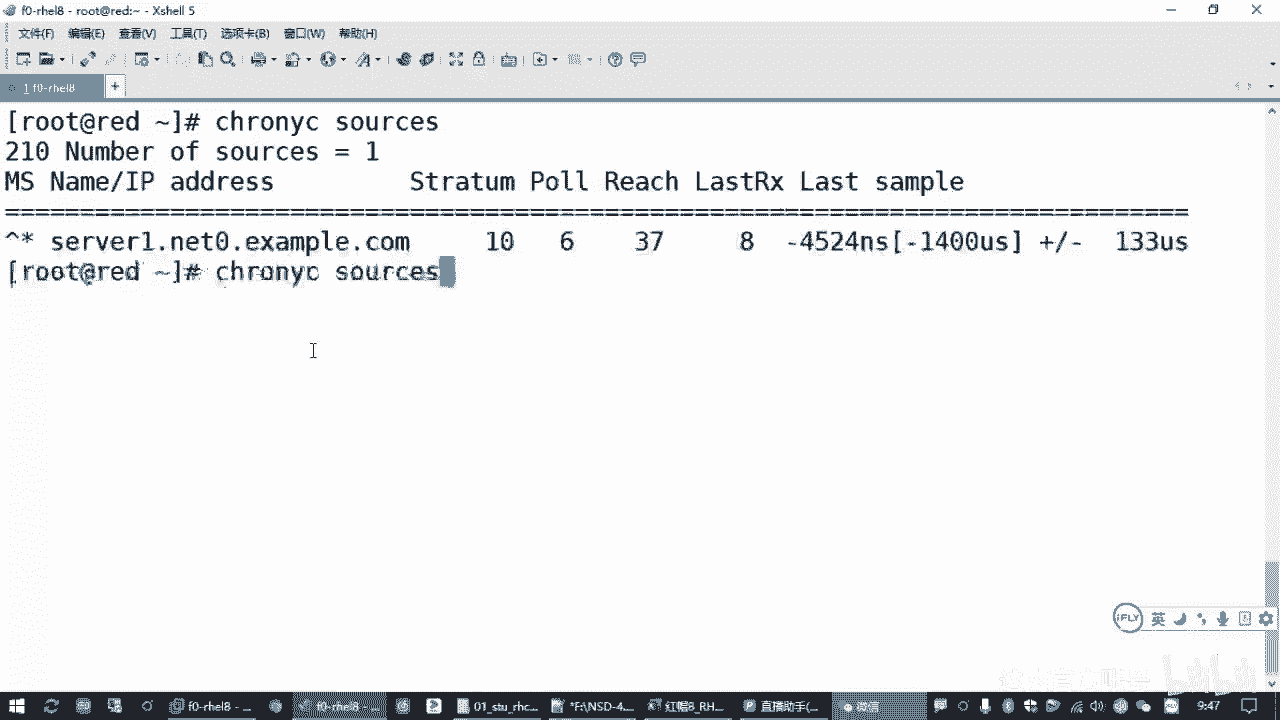 f0-rhel8 - root@red:~ - Xshell 5
文件(F) 编辑(E) 查看(V) 工具(T) 选项卡(B) 窗口(W) 帮助(H)
1 f0-rhel8
[root@red ~]# chronyc sources
210 Number of sources = 1
MS Name/IP address Stratum Poll Reach LastRx Last sample
===============================================================================
^* server1.net0.example.com 10 6 37 8 -4524ns[-1400us] +/- 133us
[root@red ~]# chronyc sources
iFLY 英
f0-rhel8 - ... f0-rhel8 - ... 01_stu_rhc... *F:\NSD-4... 红帽8_RH... 直播助手(... 微信 9:47